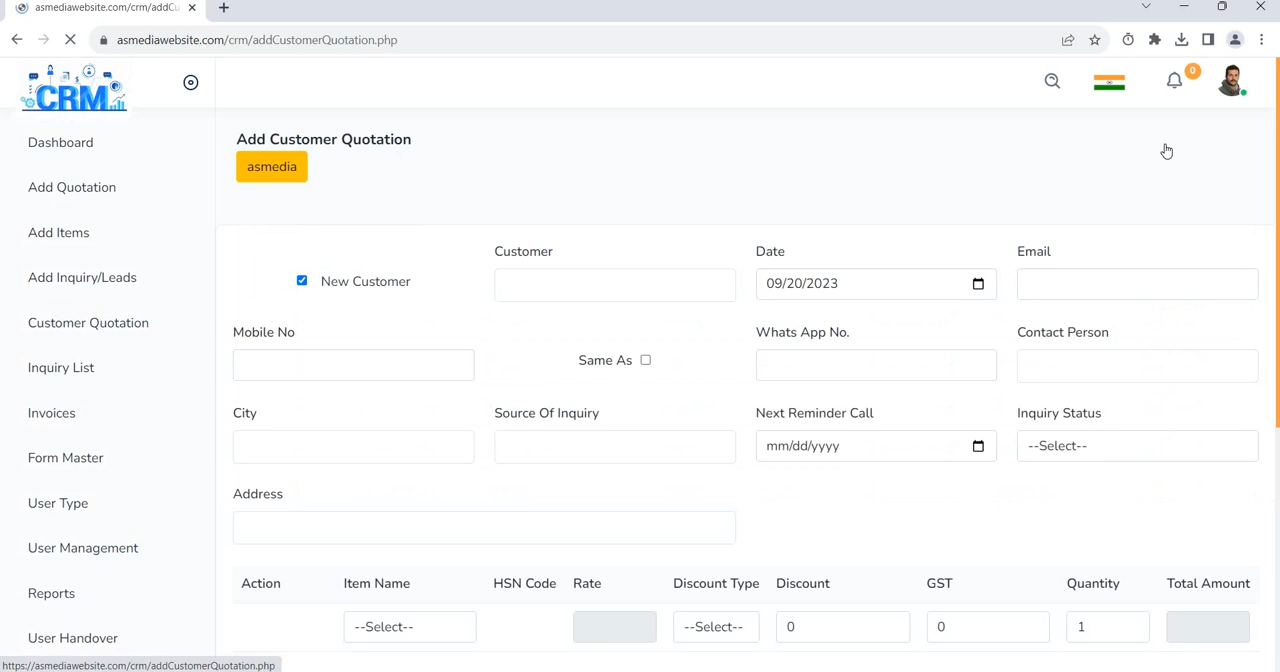 asmediawebsite.com/crm/addCu
asmediawebsite.com/crm/addCustomerQuotation.php
CRM
0
Dashboard
Add Quotation
Add Items
Add Inquiry/Leads
Customer Quotation
Inquiry List
Invoices
Form Master
User Type
User Management
Reports
User Handover
Add Customer Quotation
asmedia
New Customer
Customer
Date
09/20/2023
Email
Mobile No
Same As
Whats App No.
Contact Person
City
Source Of Inquiry
Next Reminder Call
mm/dd/yyyy
Inquiry Status
--Select--
Address
Action Item Name HSN Code Rate Discount Type Discount GST Quantity Total Amount
--Select-- --Select-- 0 0 1
https://asmediawebsite.com/crm/addCustomerQuotation.php